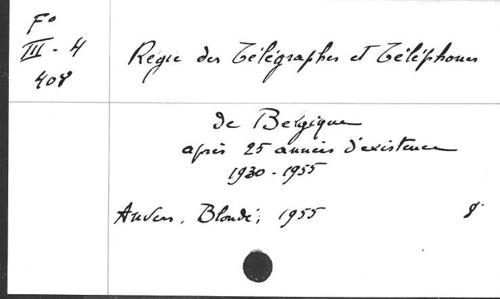 Fo
III - 4
408
Régie des Télégraphes et Téléphones
de Belgique
après 25 années d'existence
1930 - 1955
Anvers, Blondé, 1955